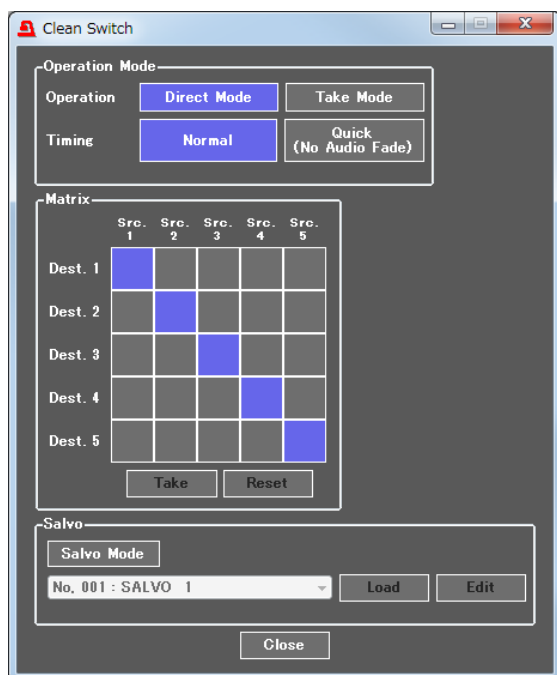 Clean Switch
Operation Mode
Operation Direct Mode Take Mode
Timing Normal Quick
(No Audio Fade)
Matrix
Src. Src. Src. Src. Src.
1 2 3 4 5
Dest. 1
Dest. 2
Dest. 3
Dest. 4
Dest. 5
Take Reset
Salvo
Salvo Mode
No. 001 : SALVO 1 Load Edit
Close